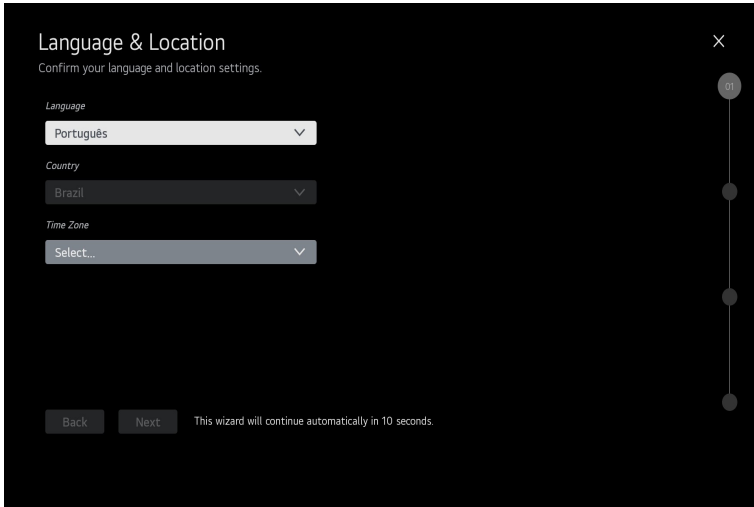 Language & Location
Confirm your language and location settings.
01
Language
Português
Country
Brazil
Time Zone
Select...
Back
Next
This wizard will continue automatically in 10 seconds.